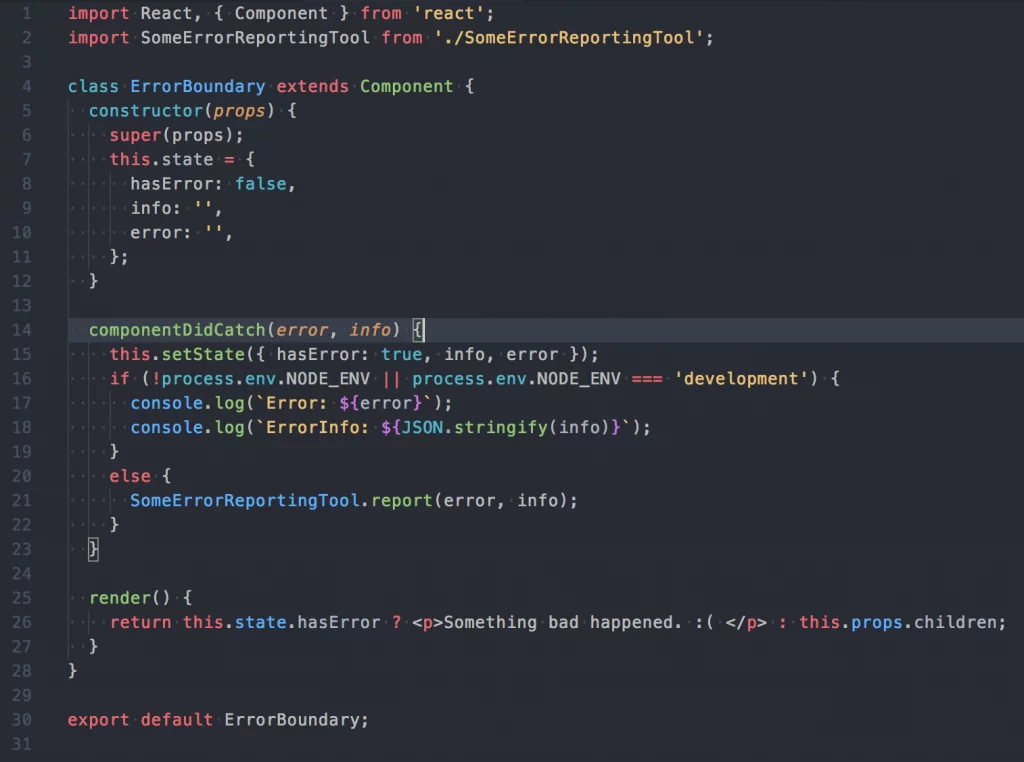 1 import React, { Component } from 'react';
2 import SomeErrorReportingTool from './SomeErrorReportingTool';
3
4 class ErrorBoundary extends Component {
5   constructor(props) {
6     super(props);
7     this.state = {
8       hasError: false,
9       info: '',
10       error: '',
11     };
12   }
13
14   componentDidCatch(error, info) {
15     this.setState({ hasError: true, info, error });
16     if (!process.env.NODE_ENV || process.env.NODE_ENV === 'development') {
17       console.log(`Error: ${error}`);
18       console.log(`ErrorInfo: ${JSON.stringify(info)}`);
19     }
20     else {
21       SomeErrorReportingTool.report(error, info);
22     }
23   }
24
25   render() {
26     return this.state.hasError ? <p>Something bad happened. :( </p> : this.props.children;
27   }
28 }
29
30 export default ErrorBoundary;
31